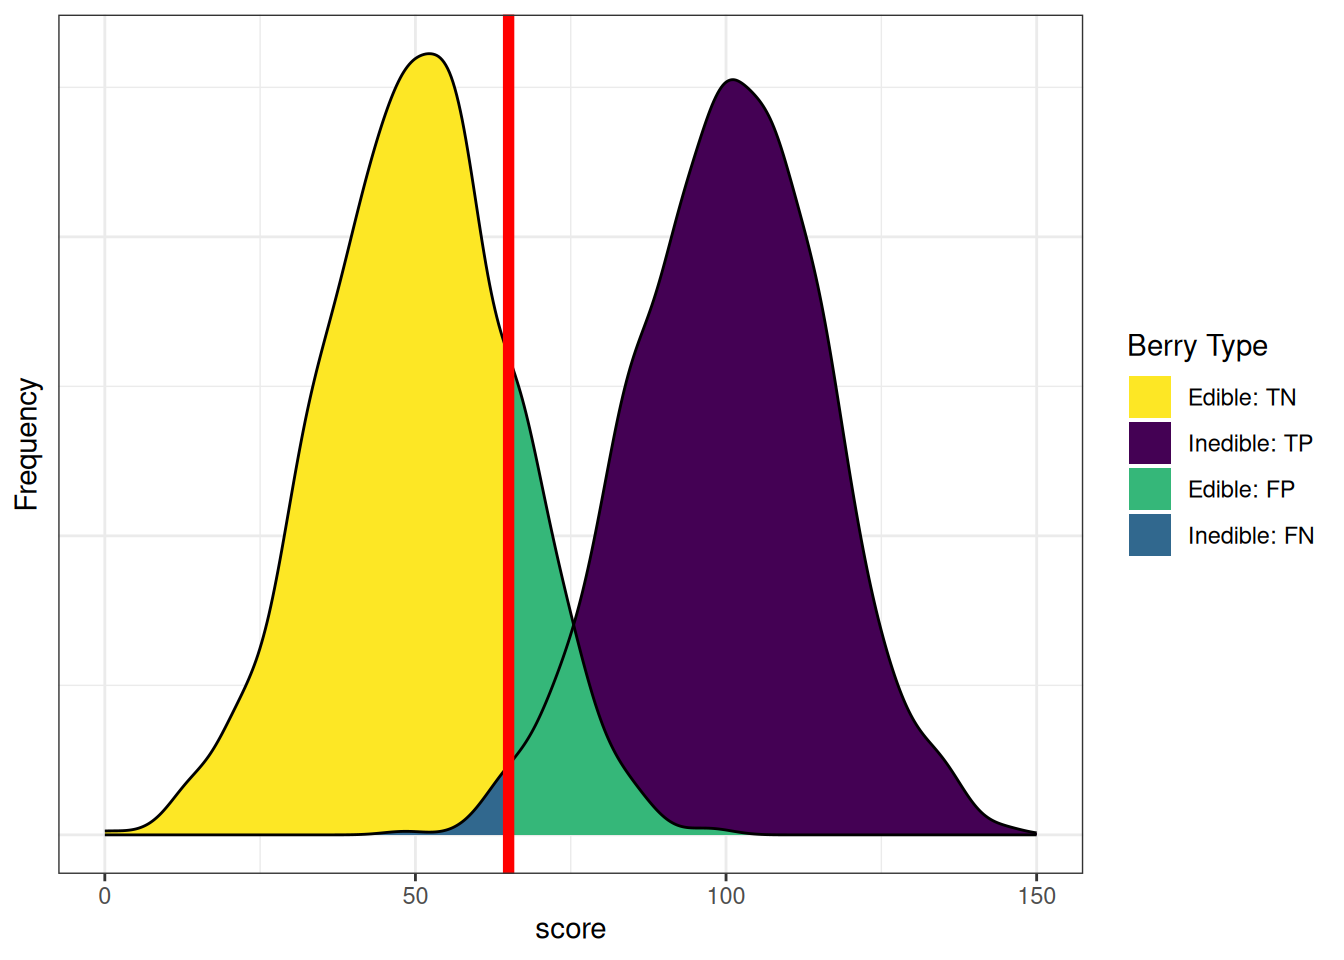 Frequency
0
50
100
150
score
Berry Type
Edible: TN
Inedible: TP
Edible: FP
Inedible: FN